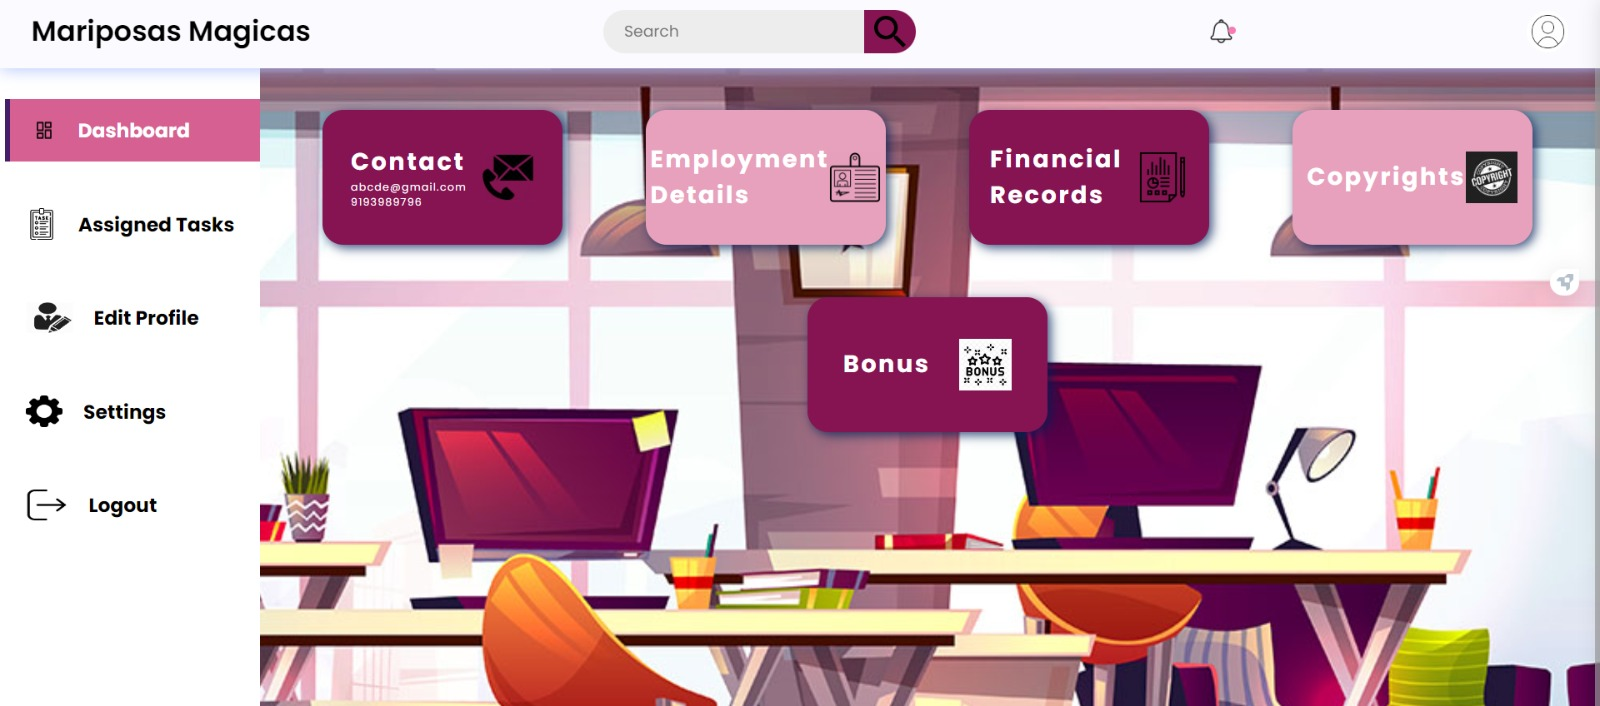 Mariposas Magicas
Search
Dashboard
Assigned Tasks
TASK
Edit Profile
Settings
Logout
Contact
abcde@gmail.com
9193989796
Employment
Details
Financial
Records
Copyrights
COPYRIGHT
Bonus
BONUS